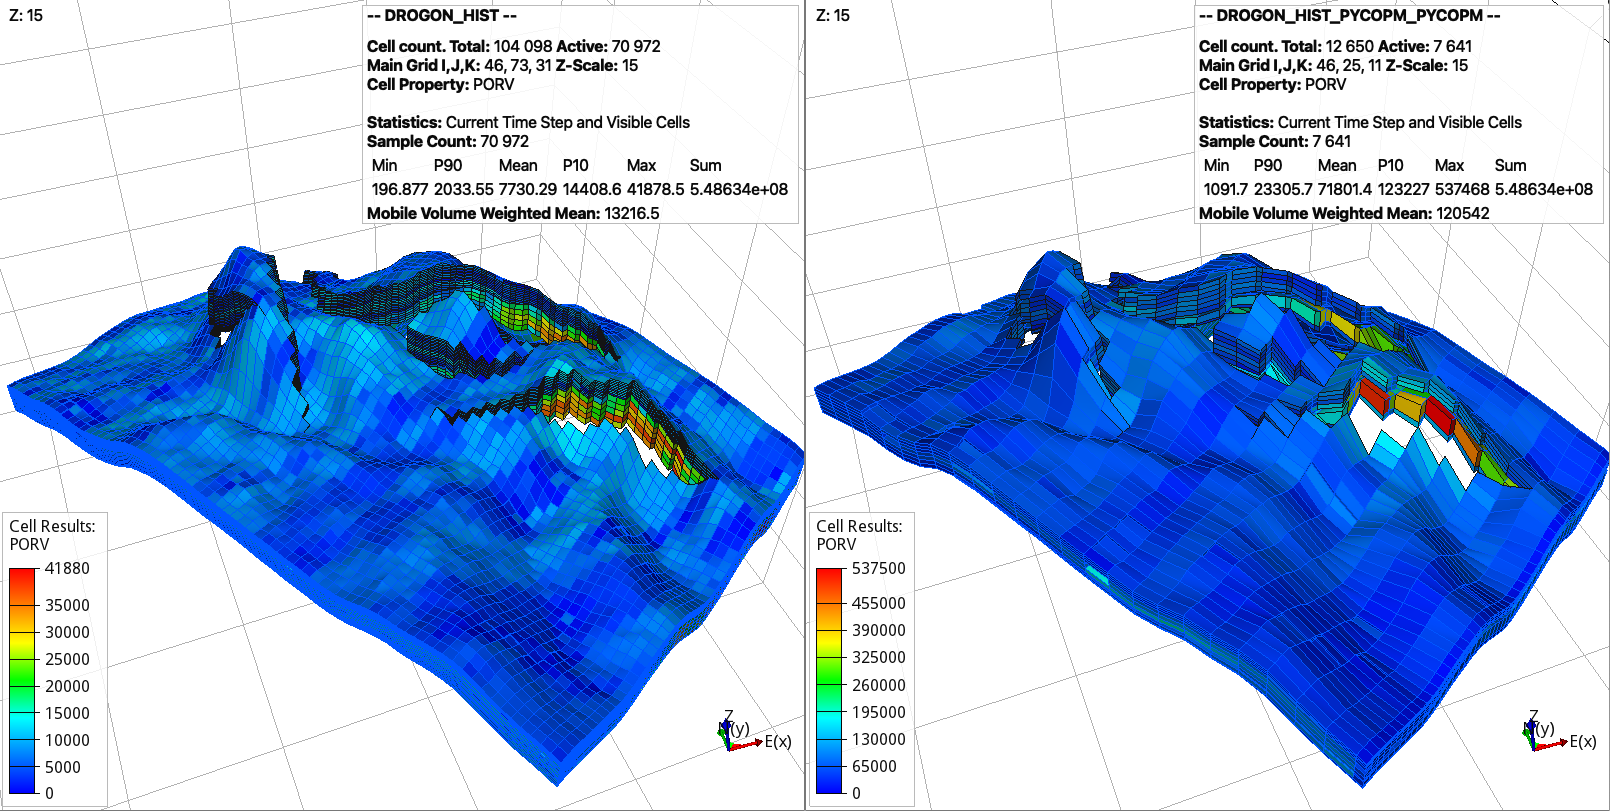 Z: 15
-- DROGON_HIST --
Cell count. Total: 104 098 Active: 70 972
Main Grid I,J,K: 46, 73, 31 Z-Scale: 15
Cell Property: PORV
Statistics: Current Time Step and Visible Cells
Sample Count: 70 972
Min P90 Mean P10 Max Sum
196.877 2033.55 7730.29 14408.6 41878.5 5.48634e+08
Mobile Volume Weighted Mean: 13216.5
Cell Results:
PORV
41880
35000
30000
25000
20000
15000
10000
5000
0
Z
(y)
E(x)
Z: 15
-- DROGON_HIST_PYCOPM_PYCOPM --
Cell count. Total: 12 650 Active: 7 641
Main Grid I,J,K: 46, 25, 11 Z-Scale: 15
Cell Property: PORV
Statistics: Current Time Step and Visible Cells
Sample Count: 7 641
Min P90 Mean P10 Max Sum
1091.7 23305.7 71801.4 123227 537468 5.48634e+08
Mobile Volume Weighted Mean: 120542
Cell Results:
PORV
537500
455000
390000
325000
260000
195000
130000
65000
0
Z
(y)
E(x)